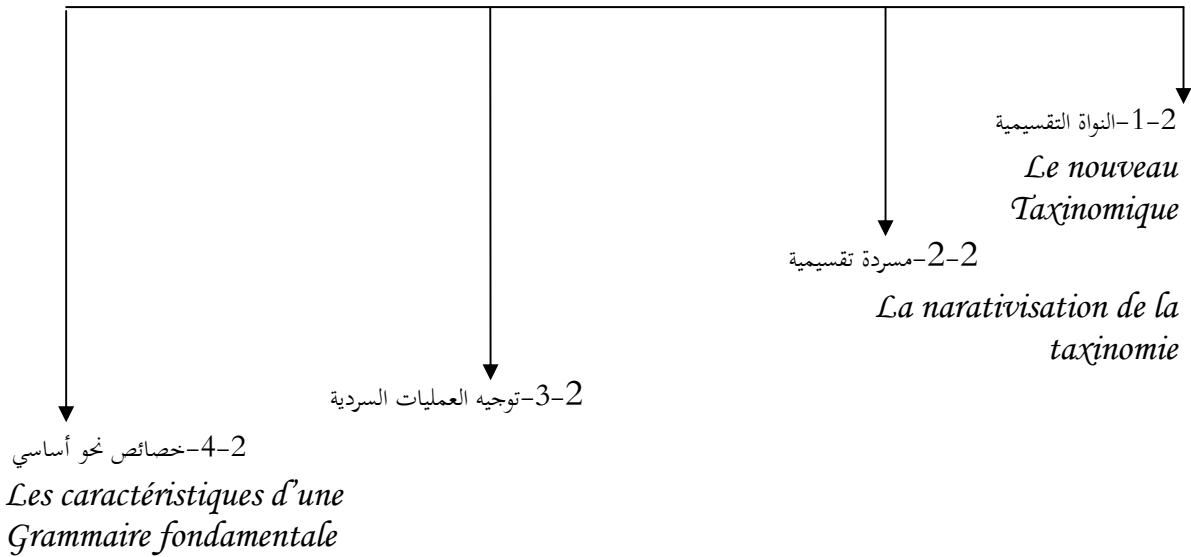 2-1-النواة التقسيمية
Le nouveau
Taxinomique
2-2-مسردة تقسيمية
La narativisation de la
taxinomie
2-3-توجيه العمليات السردية
2-4-خصائص نحو أساسي
Les caractéristiques d'une
Grammaire fondamentale